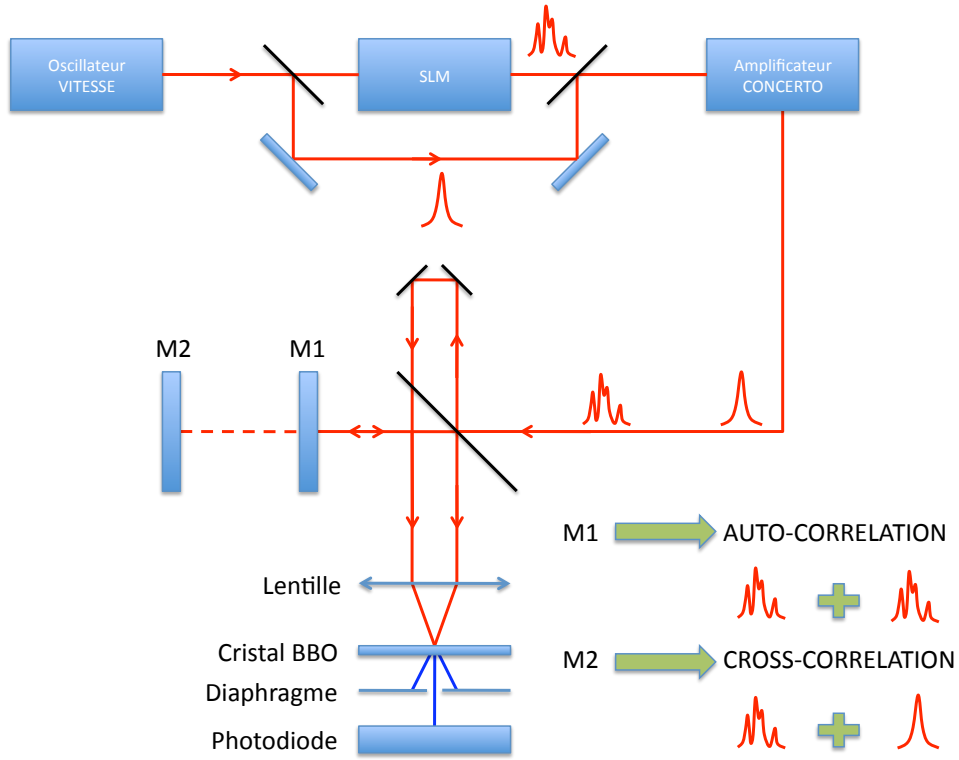 Oscillateur
VITESSE
SLM
Amplificateur
CONCERTO
M2
M1
M1
AUTO-CORRELATION
Lentille
Cristal BBO
M2
CROSS-CORRELATION
Diaphragme
Photodiode